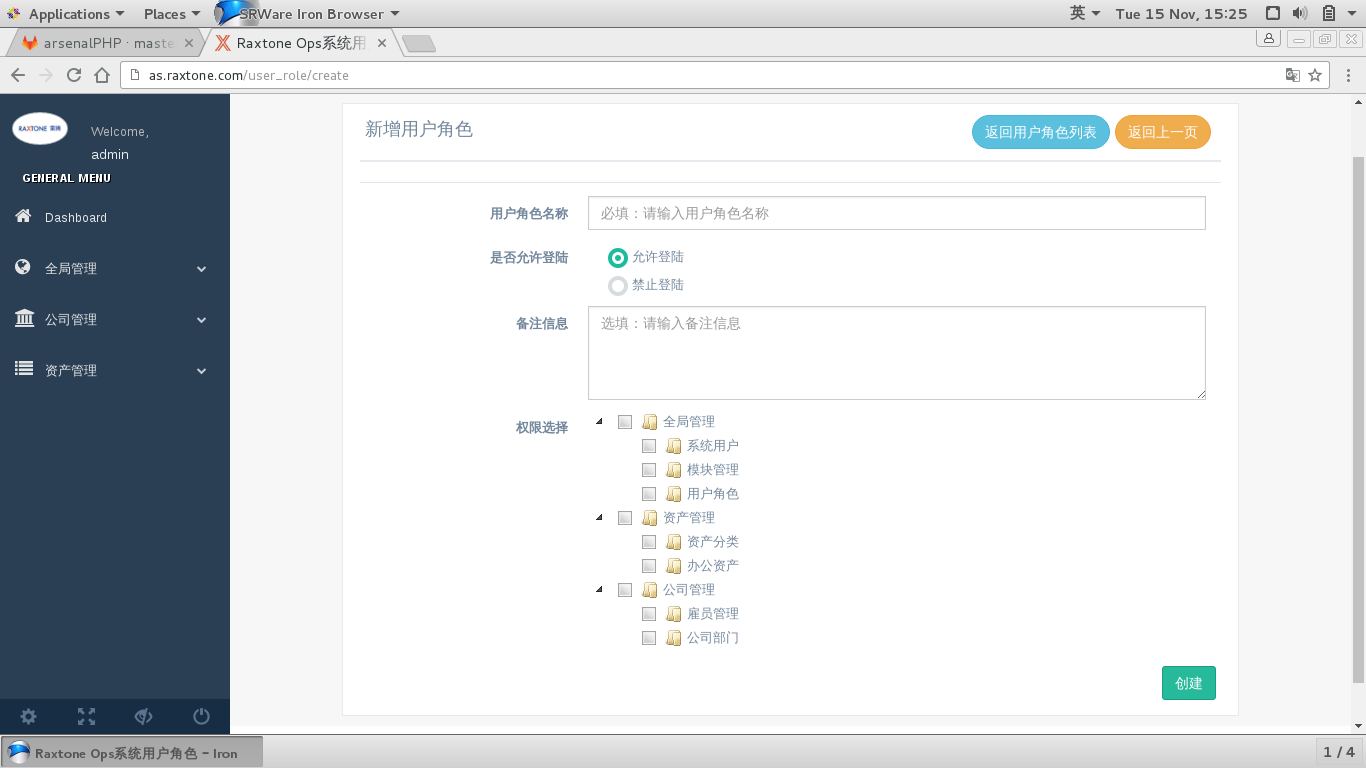 Applications Places SRWare Iron Browser 英 Tue 15 Nov, 15:25
arsenalPHP · maste Raxtone Ops系统用
as.raxtone.com/user_role/create
RAXTONE
Welcome,
admin
GENERAL MENU
Dashboard
全局管理
公司管理
资产管理
新增用户角色 返回用户角色列表 返回上一页
用户角色名称 必填：请输入用户角色名称
是否允许登陆 允许登陆
禁止登陆
备注信息 选填：请输入备注信息
权限选择 全局管理
系统用户
模块管理
用户角色
资产管理
资产分类
办公资产
公司管理
雇员管理
公司部门
创建
Raxtone Ops系统用户角色 - Iron 1 / 4